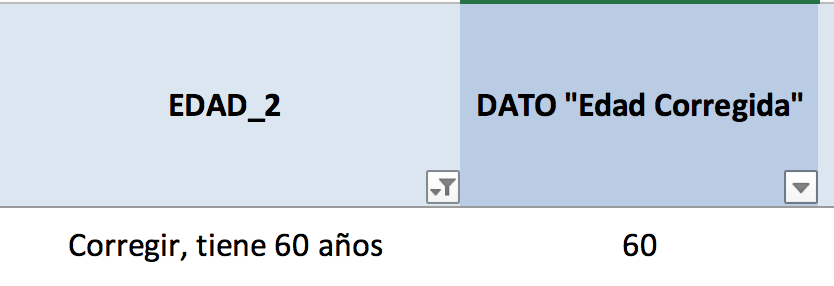 EDAD_2
DATO "Edad Corregida"
Corregir, tiene 60 años
60